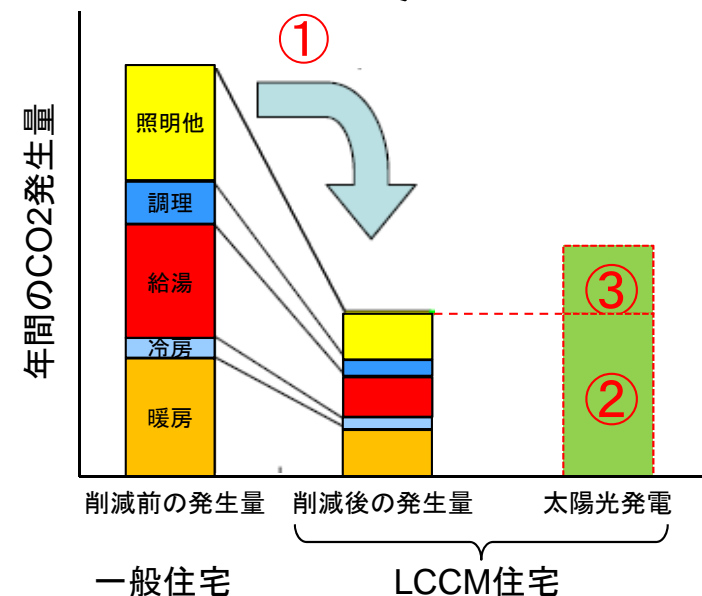 ①
年間のCO2発生量
照明他
調理
給湯
冷房
暖房
③
②
削減前の発生量
削減後の発生量
太陽光発電
一般住宅
LCCM住宅